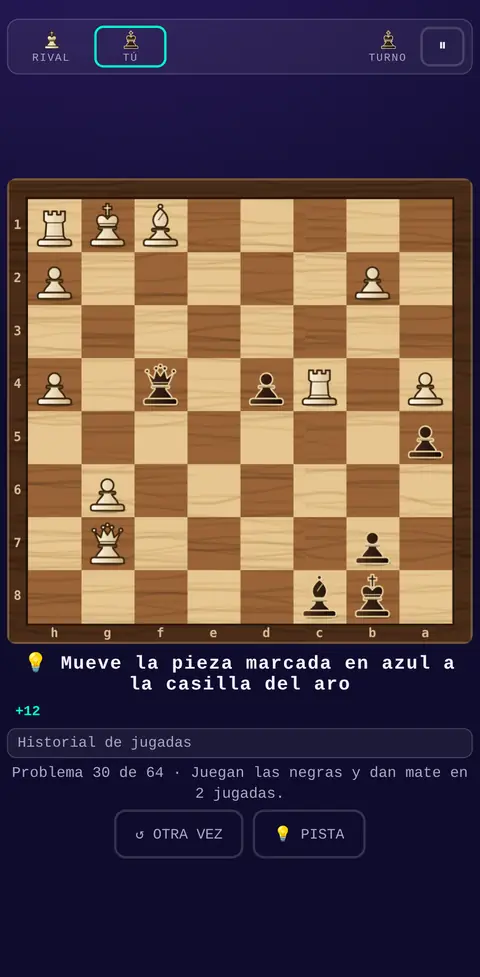 RIVAL
TÚ
TURNO
⏸
1
2
3
4
5
6
7
8
h g f e d c b a
💡 Mueve la pieza marcada en azul a
la casilla del aro
+12
Historial de jugadas
Problema 30 de 64 · Juegan las negras y dan mate en
2 jugadas.
↺ OTRA VEZ
💡 PISTA